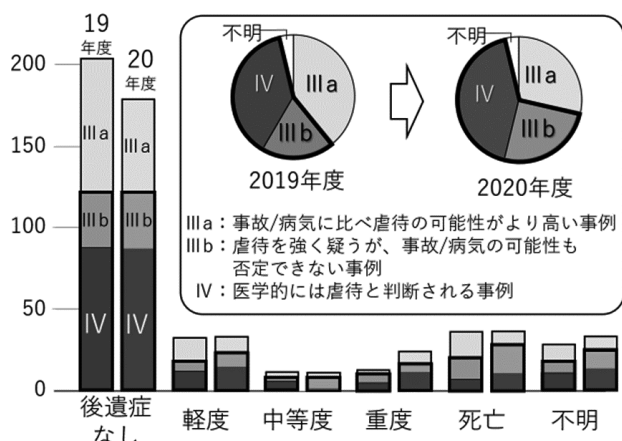 19
年度
20
年度
200
150
100
50
0
Ⅲa
Ⅲb
Ⅳ
Ⅲa
Ⅲb
Ⅳ
不明
Ⅲa
Ⅲb
Ⅳ
2019年度
不明
Ⅲa
Ⅲb
Ⅳ
2020年度
Ⅲa：事故/病気に比べ虐待の可能性がより高い事例
Ⅲb：虐待を強く疑うが、事故/病気の可能性も
否定できない事例
Ⅳ：医学的には虐待と判断される事例
後遺症
なし
軽度
中等度
重度
死亡
不明